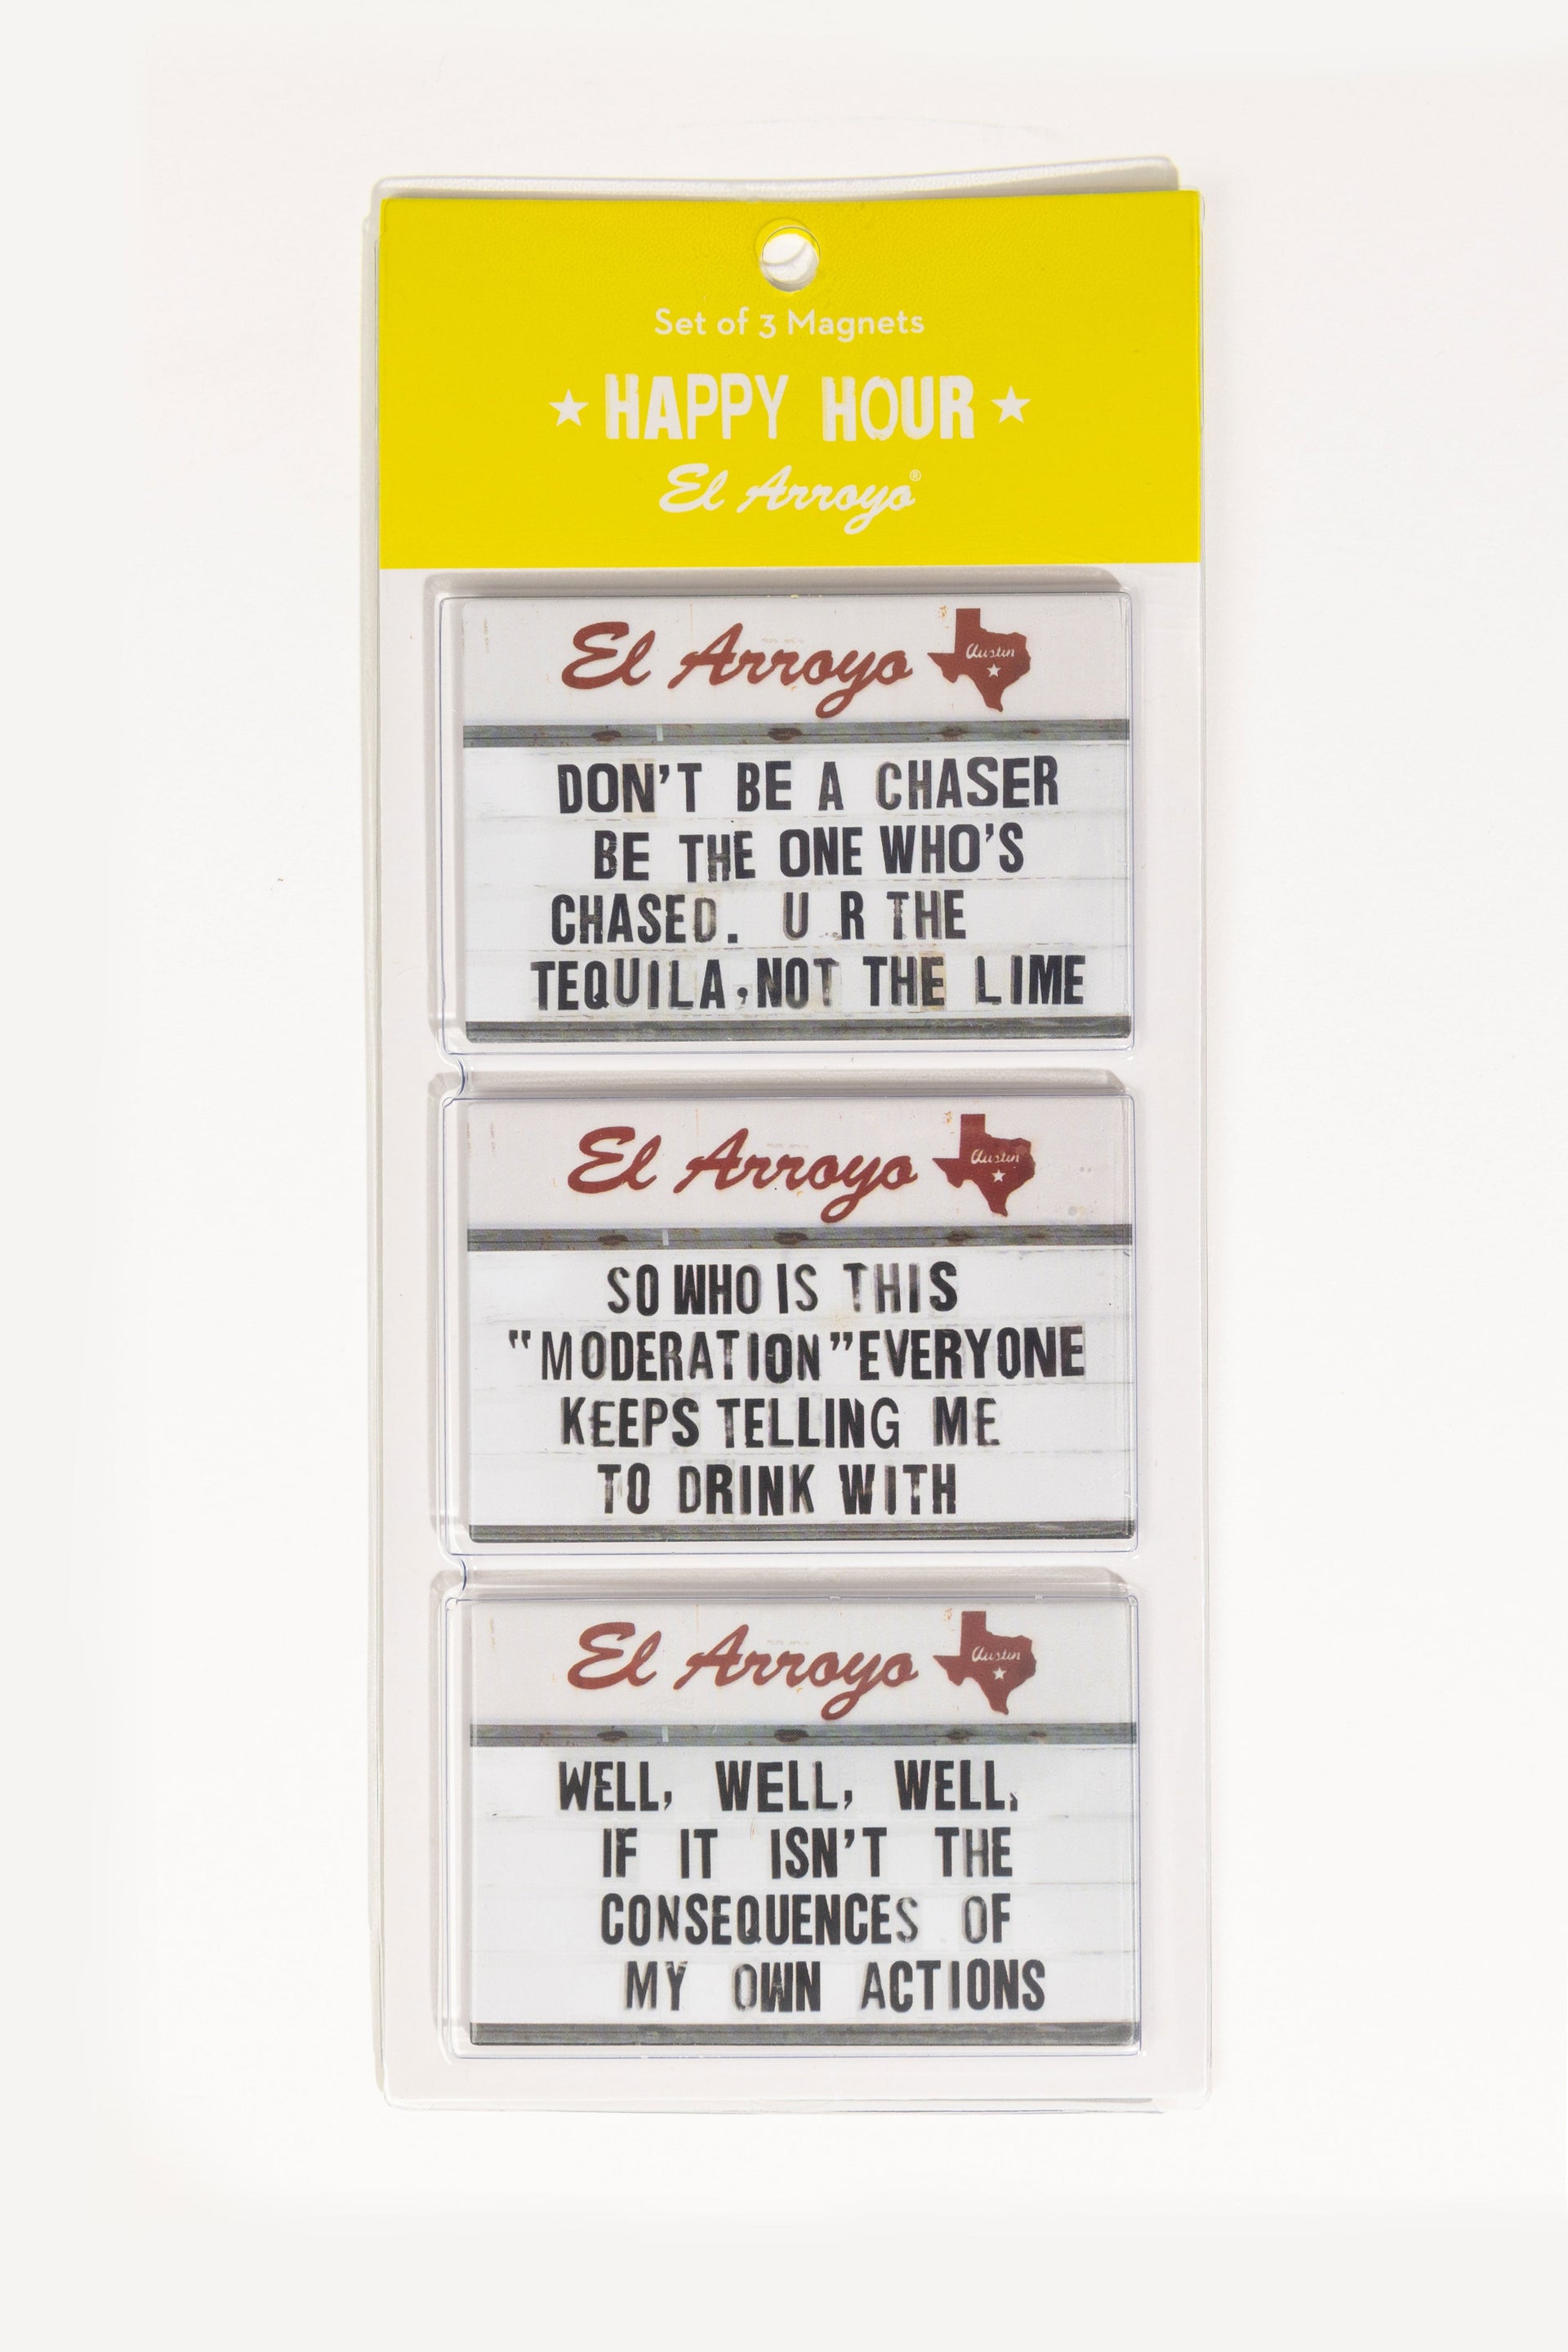 Set of 3 Magnets
★ HAPPY HOUR ★
El Arroyo®
El Arroyo Austin
DON'T BE A CHASER
BE THE ONE WHO'S
CHASED. U R THE
TEQUILA, NOT THE LIME
El Arroyo Austin
SO WHO IS THIS
"MODERATION" EVERYONE
KEEPS TELLING ME
TO DRINK WITH
El Arroyo Austin
WELL, WELL, WELL,
IF IT ISN'T THE
CONSEQUENCES OF
MY OWN ACTIONS